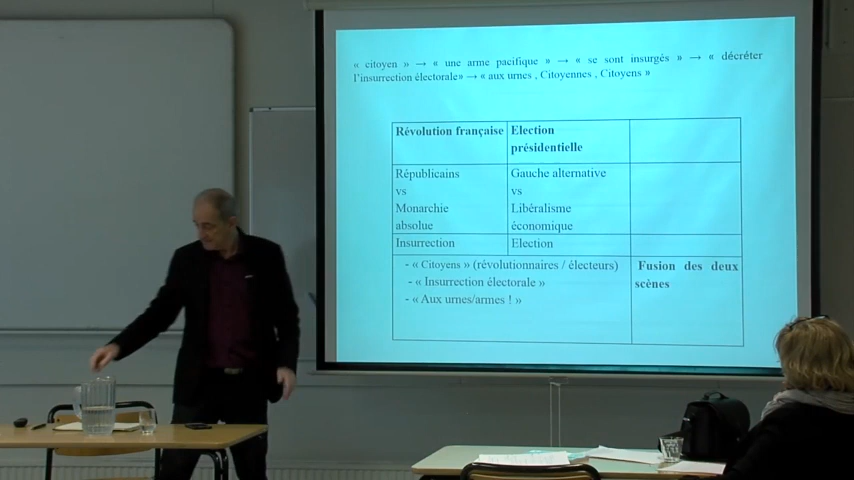 « citoyen » → « une arme pacifique » → « se sont insurgés » → « décréter
l'insurrection électorale» → « aux urnes , Citoyennes , Citoyens »
Révolution française
Election
présidentielle
Républicains
vs
Monarchie
absolue
Gauche alternative
vs
Libéralisme
économique
Insurrection
Election
- « Citoyens » (révolutionnaires / électeurs)
- « Insurrection électorale »
- « Aux urnes/armes ! »
Fusion des deux
scènes